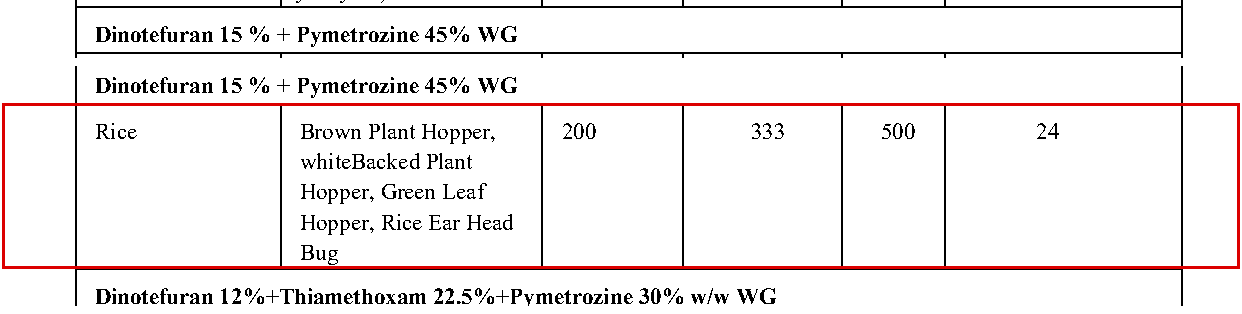 Dinotefuran 15 % + Pymetrozine 45% WG
Dinotefuran 15 % + Pymetrozine 45% WG
Rice Brown Plant Hopper, 200 333 500 24
whiteBacked Plant
Hopper, Green Leaf
Hopper, Rice Ear Head
Bug
Dinotefuran 12%+Thiamethoxam 22.5%+Pymetrozine 30% w/w WG